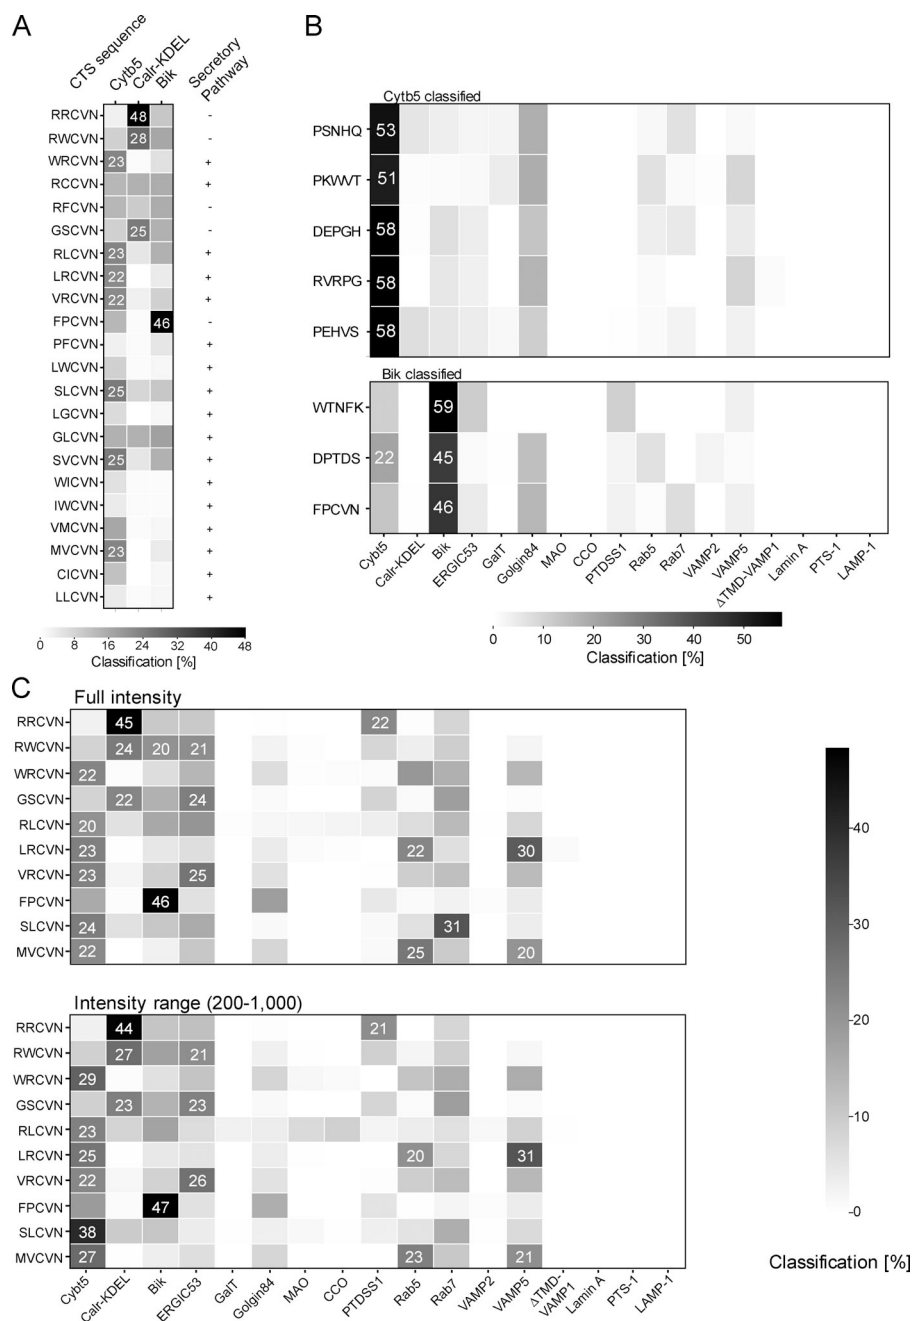 A
CTS sequence
Cytb5
Calr-KDEL
Bik
Secretory
Pathway
RRCVN 48 -
RWCVN 28 -
WRCVN 23 +
RCCVN +
RFCVN -
GSCVN 25 -
RLCVN 23 +
LRCVN 22 +
VRCVN 22 +
FPCVN 46 -
PFCVN +
LWCVN +
SLCVN 25 +
LGCVN +
GLCVN +
SVCVN 25 +
WICVN +
IWCVN +
VMCVN +
MVCVN 23 +
CICVN +
LLCVN +
0 12 24 36 48
Classification [%]
B
Cytb5 classified
PSNHQ 53
PKWVT 51
DEPGH 58
RVRPG 58
PEHVS 58
Bik classified
WTNFK 59
DPTDS 22 45
FPCVN 46
Cybt5
Calr-KDEL
Bik
ERGIC53
GalT
Golgin84
MAO
CCO
PTDSS1
Rab5
Rab7
VAMP2
VAMP5
ΔTMD-VAMP1
Lamin A
PTS-1
LAMP-1
0 10 20 30 40 50
Classification [%]
C
Full intensity
RRCVN 45 22
RWCVN 24 20 21
WRCVN 22
GSCVN 22 24
RLCVN 20
LRCVN 23 22 30
VRCVN 23 25
FPCVN 46
SLCVN 24 31
MVCVN 22 25 20
Intensity range (200-1,000)
RRCVN 44 21
RWCVN 27 21
WRCVN 29
GSCVN 23 23
RLCVN 23
LRCVN 25 20 31
VRCVN 22 26
FPCVN 47
SLCVN 38
MVCVN 27 23 21
Cybt5
Calr-KDEL
Bik
ERGIC53
GalT
Golgin84
MAO
CCO
PTDSS1
Rab5
Rab7
VAMP2
VAMP5
ΔTMD-
VAMP1
Lamin A
PTS-1
LAMP-1
40
30
20
10
0
Classification [%]